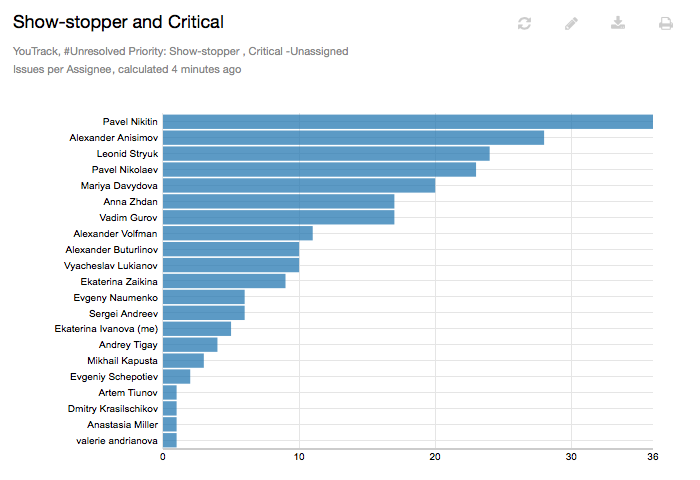 Show-stopper and Critical
YouTrack, #Unresolved Priority: Show-stopper , Critical -Unassigned
Issues per Assignee, calculated 4 minutes ago
Pavel Nikitin
Alexander Anisimov
Leonid Stryuk
Pavel Nikolaev
Mariya Davydova
Anna Zhdan
Vadim Gurov
Alexander Volfman
Alexander Buturlinov
Vyacheslav Lukianov
Ekaterina Zaikina
Evgeny Naumenko
Sergei Andreev
Ekaterina Ivanova (me)
Andrey Tigay
Mikhail Kapusta
Evgeniy Schepotiev
Artem Tiunov
Dmitry Krasilschikov
Anastasia Miller
valerie andrianova
0 10 20 30 36